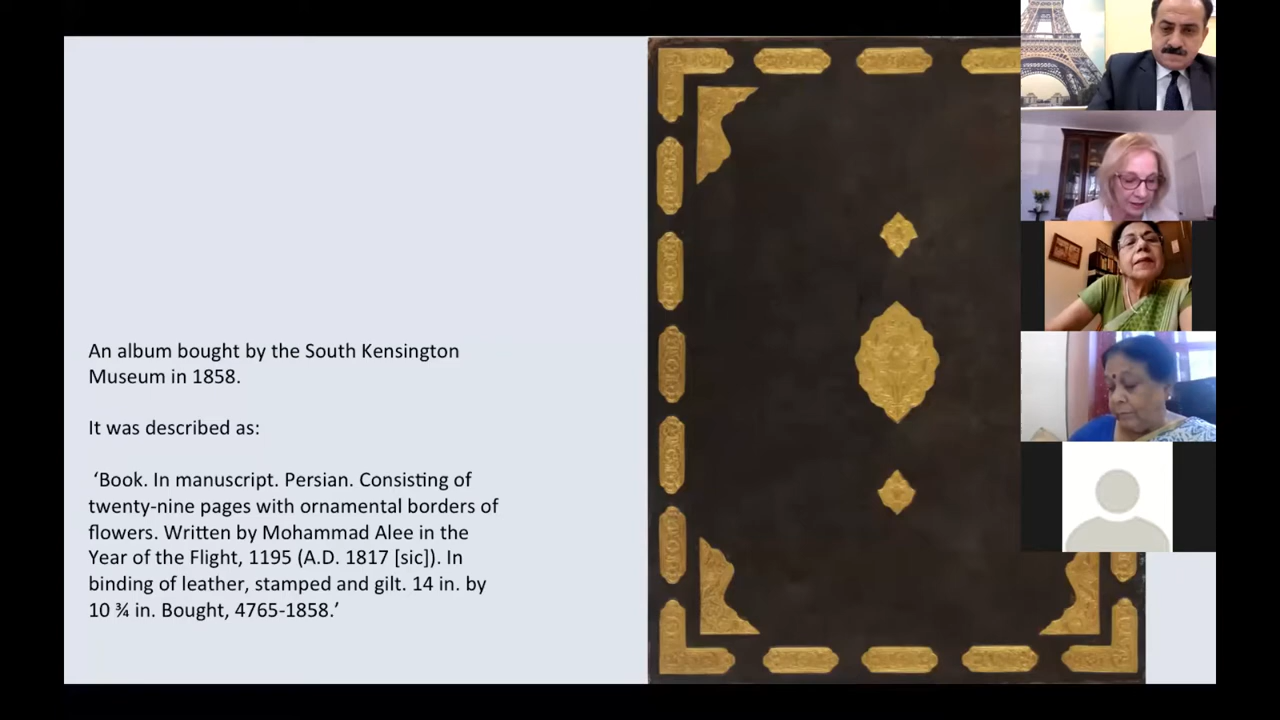 An album bought by the South Kensington
Museum in 1858.
It was described as:
‘Book. In manuscript. Persian. Consisting of
twenty-nine pages with ornamental borders of
flowers. Written by Mohammad Alee in the
Year of the Flight, 1195 (A.D. 1817 [sic]). In
binding of leather, stamped and gilt. 14 in. by
10 ¾ in. Bought, 4765-1858.’